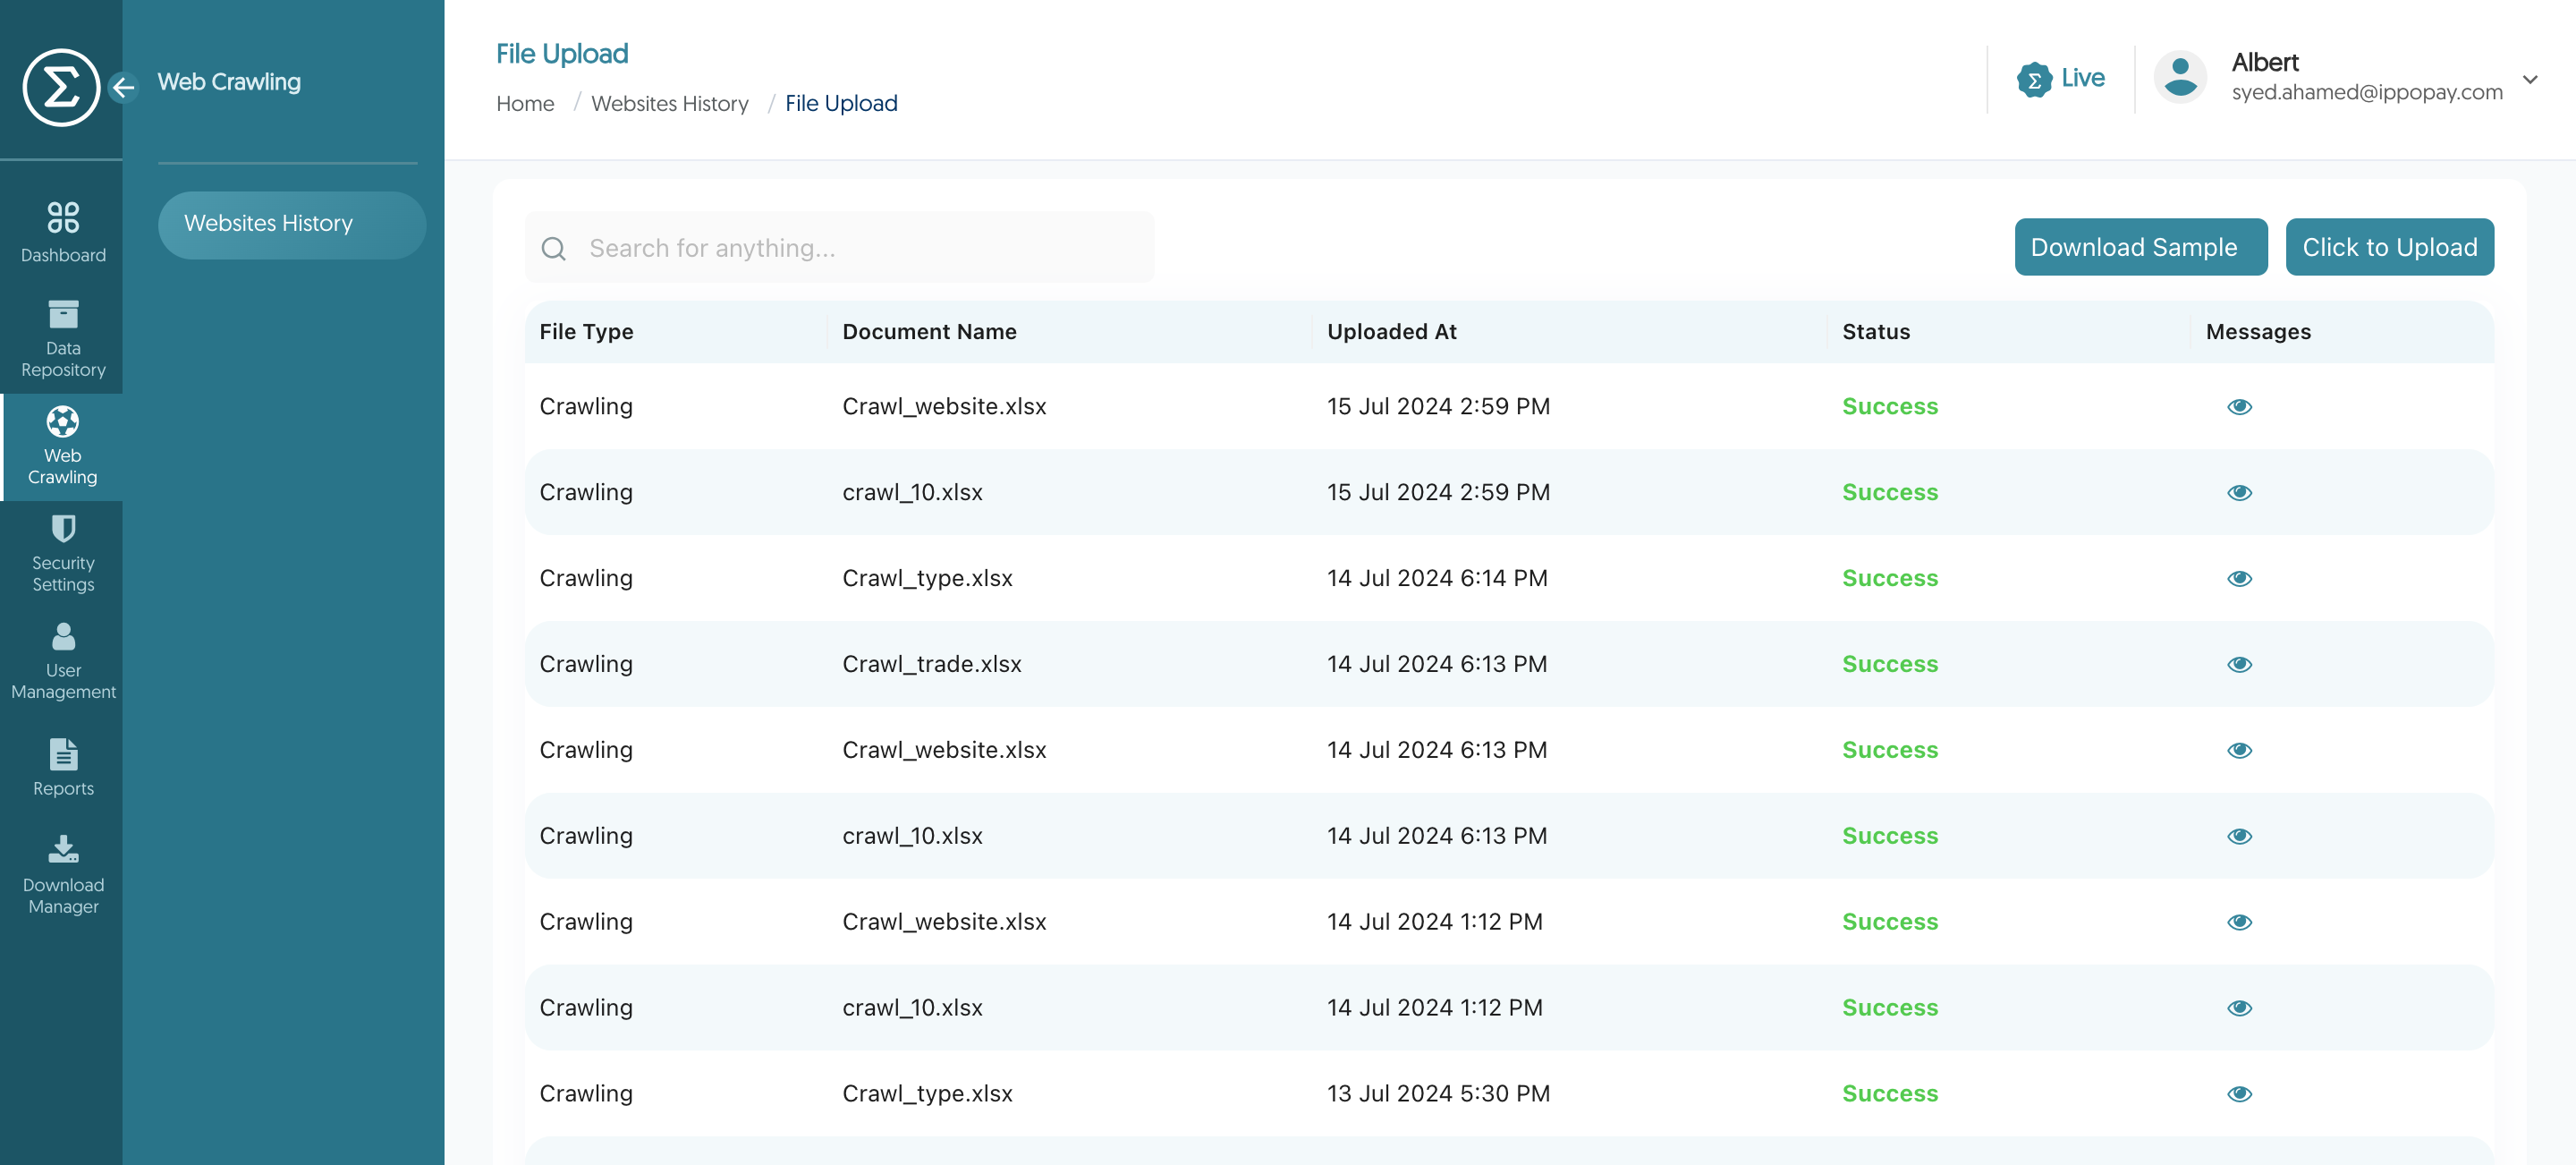 Σ
Web Crawling
Websites History
Dashboard
Data
Repository
Web
Crawling
Security
Settings
User
Management
Reports
Download
Manager
File Upload
Home / Websites History / File Upload
Σ Live
Albert
syed.ahamed@ippopay.com
Search for anything...
Download Sample
Click to Upload
File Type Document Name Uploaded At Status Messages
Crawling Crawl_website.xlsx 15 Jul 2024 2:59 PM Success
Crawling crawl_10.xlsx 15 Jul 2024 2:59 PM Success
Crawling Crawl_type.xlsx 14 Jul 2024 6:14 PM Success
Crawling Crawl_trade.xlsx 14 Jul 2024 6:13 PM Success
Crawling Crawl_website.xlsx 14 Jul 2024 6:13 PM Success
Crawling crawl_10.xlsx 14 Jul 2024 6:13 PM Success
Crawling Crawl_website.xlsx 14 Jul 2024 1:12 PM Success
Crawling crawl_10.xlsx 14 Jul 2024 1:12 PM Success
Crawling Crawl_type.xlsx 13 Jul 2024 5:30 PM Success